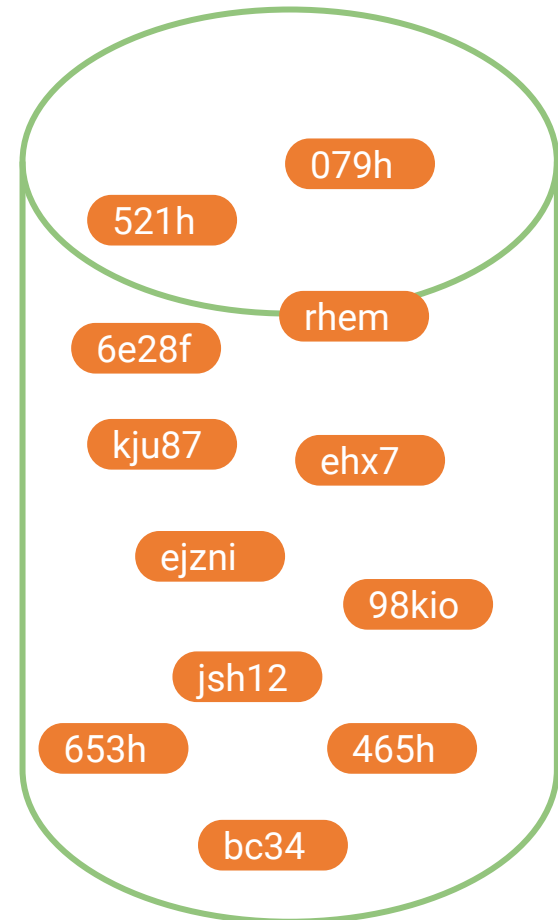 079h
521h
rhem
6e28f
kju87
ehx7
ejzni
98kio
jsh12
653h
465h
bc34